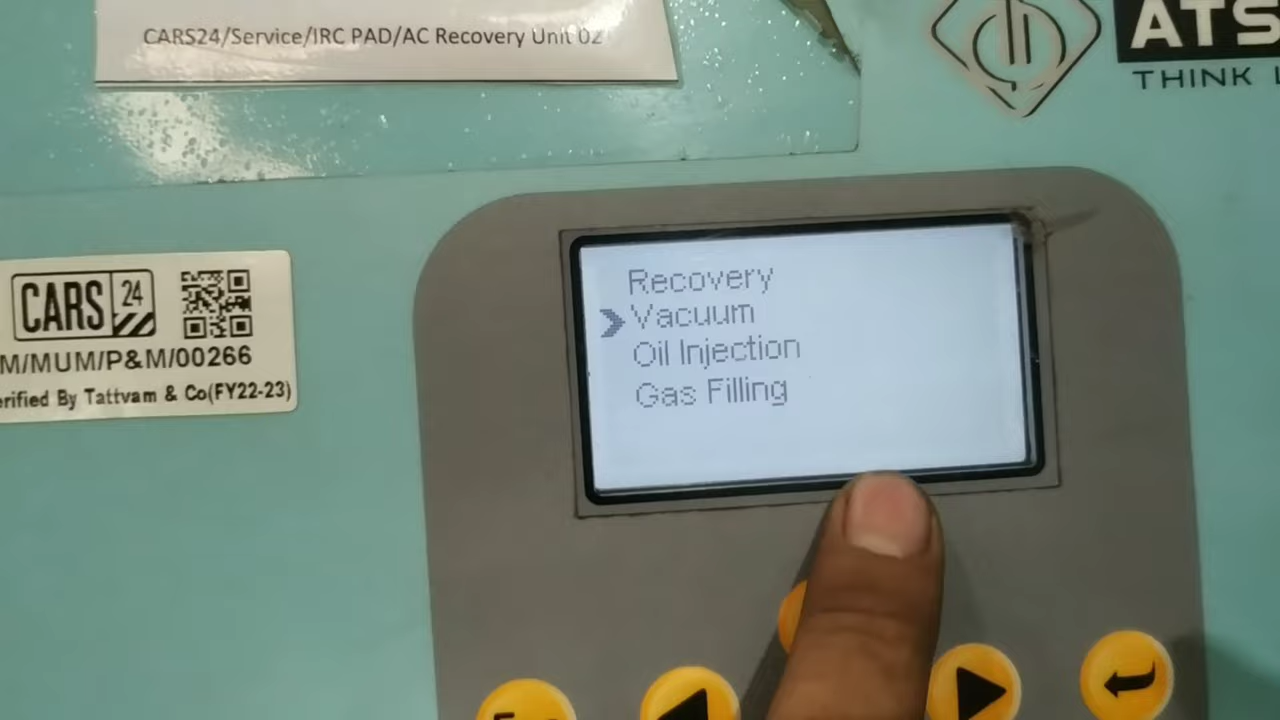 CARS24/Service/IRC PAD/AC Recovery Unit 02
ATS
THINK
Recovery
Vacuum
Oil Injection
Gas Filling
CARS 24
M/MUM/P&M/00266
erified By Tattvam & Co(FY22-23)